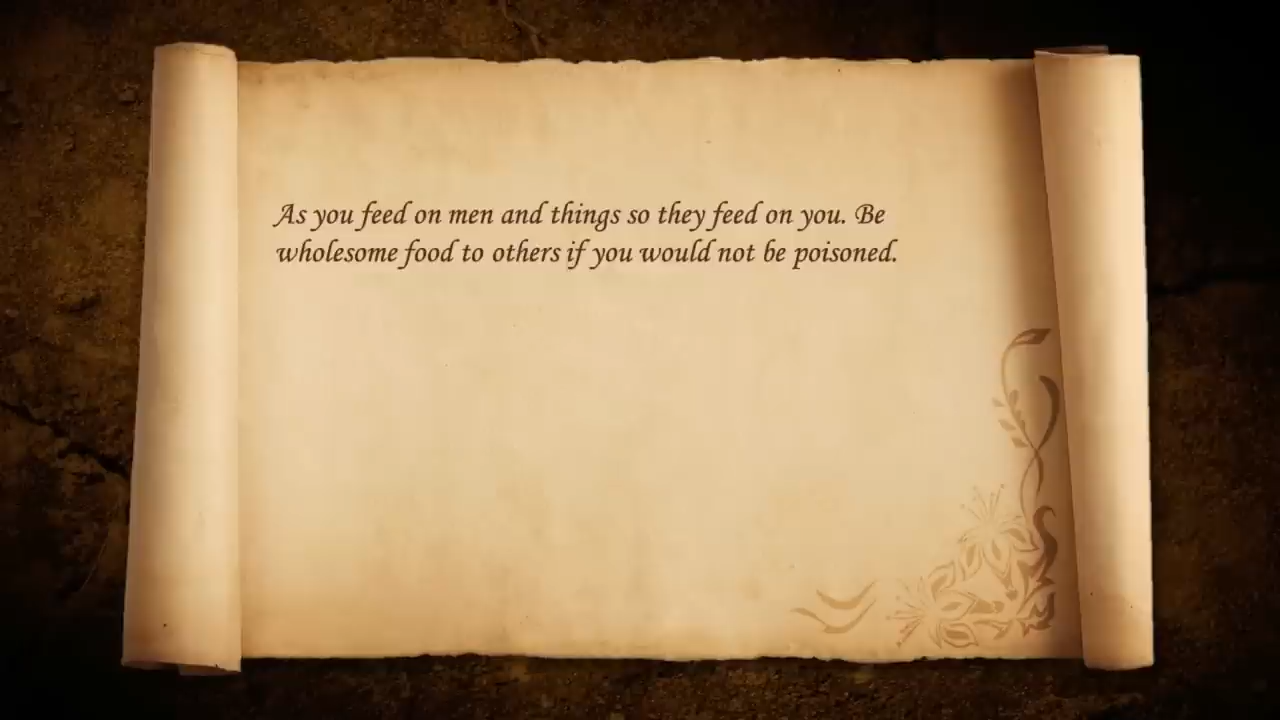 As you feed on men and things so they feed on you. Be
wholesome food to others if you would not be poisoned.